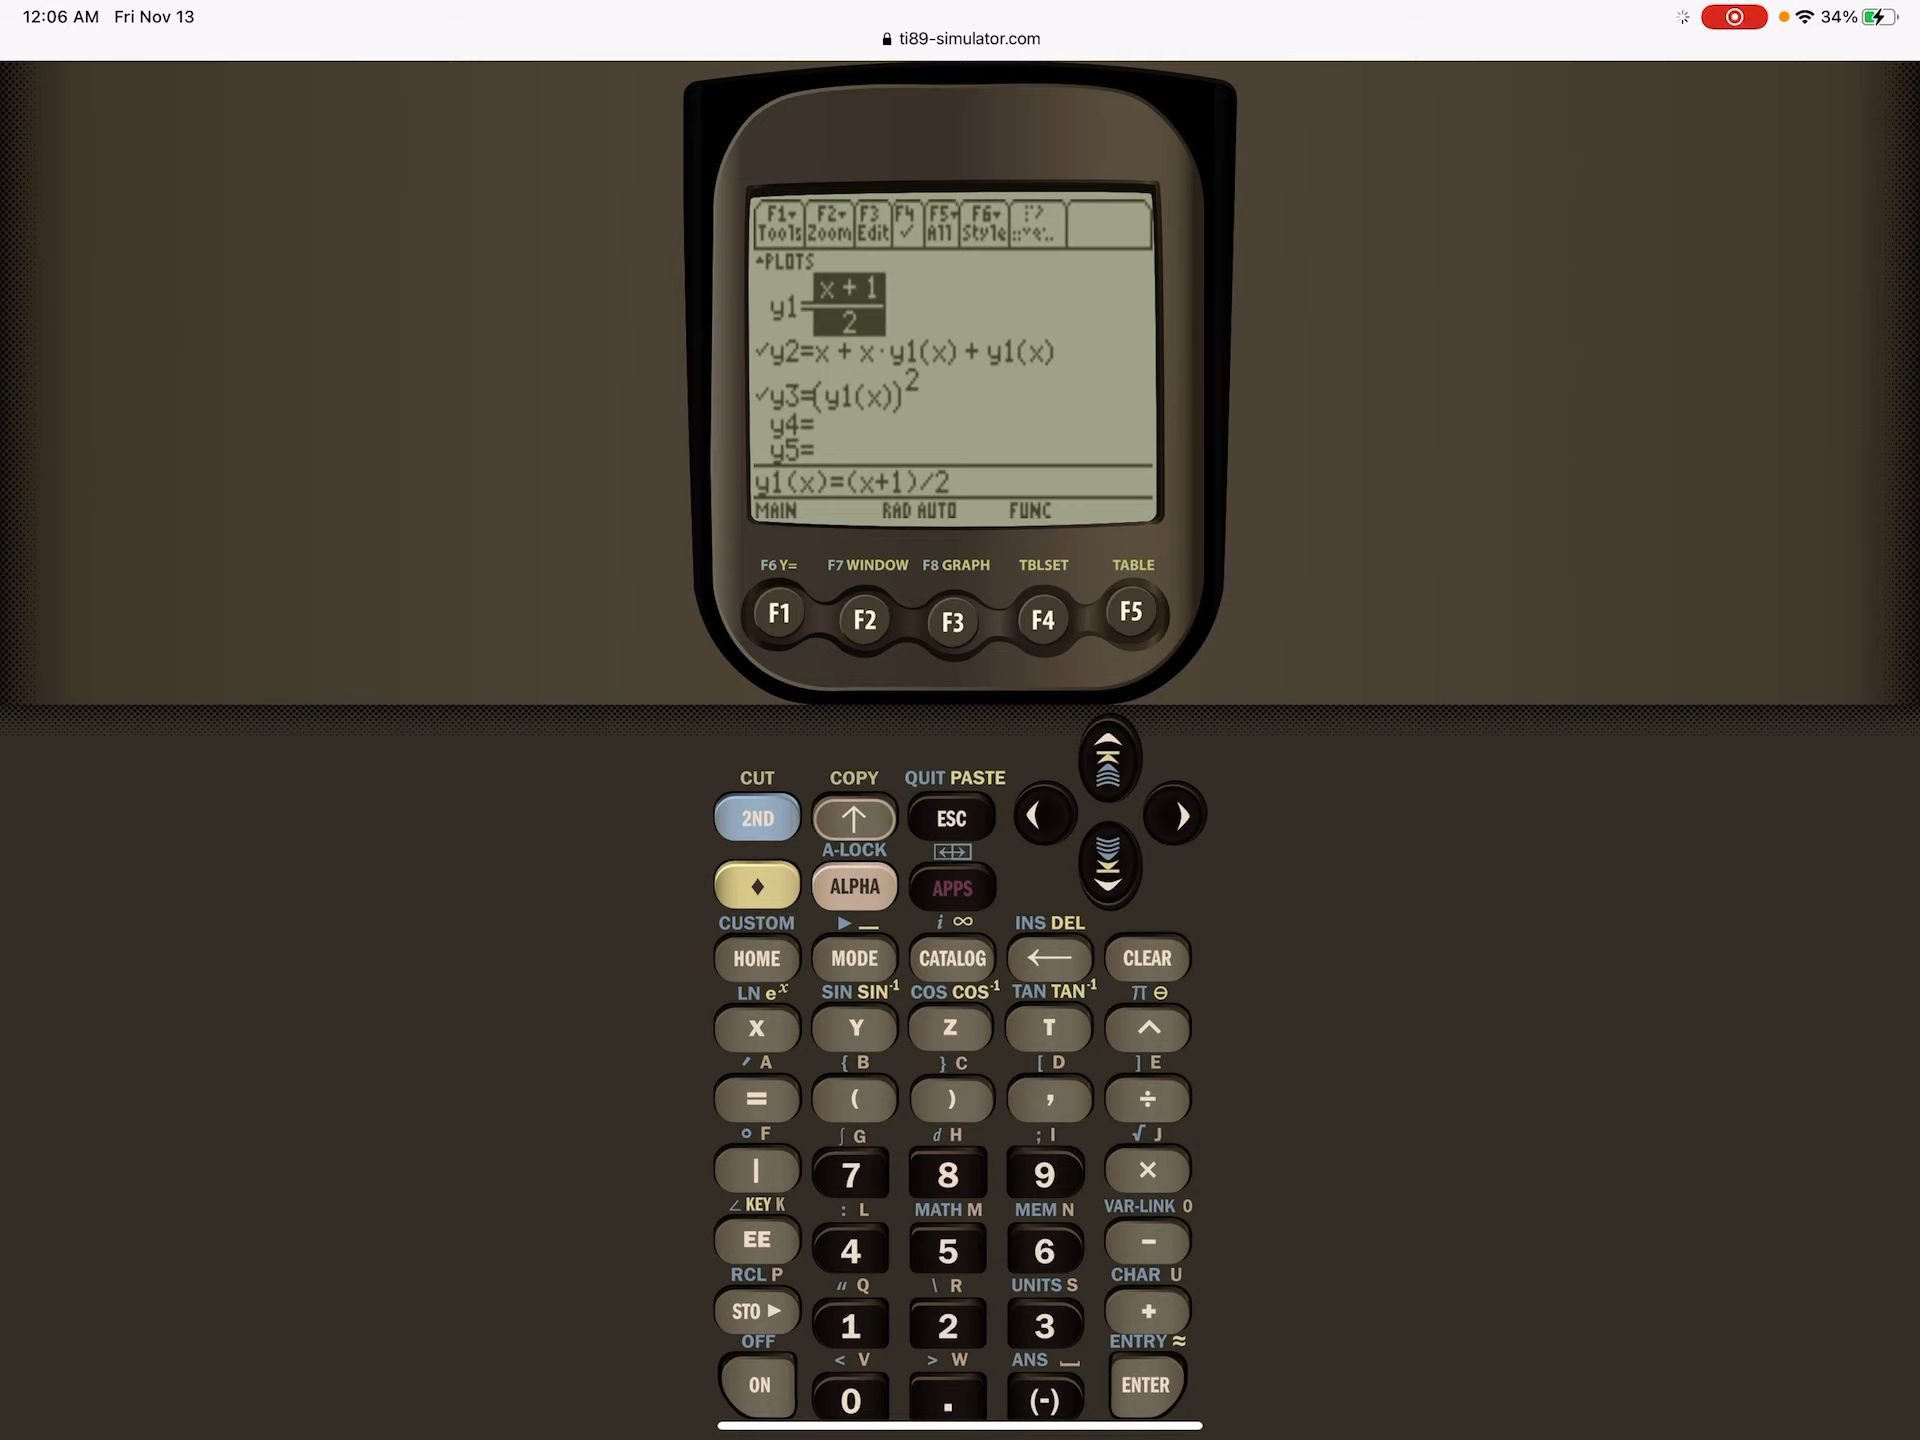 12:06 AM Fri Nov 13
34%
ti89-simulator.com
F1 F2 F3 F4 F5 F6
Tools Zoom Edit ✓ All Style
PLOTS
y1=x + 1
2
✓y2=x + x·y1(x) + y1(x)
✓y3=(y1(x))²
y4=
y5=
y1(x)=(x+1)/2
MAIN RAD AUTO FUNC
F6 Y= F7 WINDOW F8 GRAPH TBLSET TABLE
F1 F2 F3 F4 F5
CUT COPY QUIT PASTE
2ND ↑ ESC
A-LOCK
♦ ALPHA APPS
CUSTOM ► _ i ∞ INS DEL
HOME MODE CATALOG ← CLEAR
LN eˣ SIN SIN⁻¹ COS COS⁻¹ TAN TAN⁻¹ π θ
X Y Z T ^
′ A { B } C [ D ] E
= ( ) , ÷
° F ∫ G d H ; I √ J
| 7 8 9 ×
∠ KEY K : L MATH M MEM N VAR-LINK O
EE 4 5 6 −
RCL P " Q \ R UNITS S CHAR U
STO ► 1 2 3 +
OFF < V > W ANS ⎵ ENTRY ≈
ON 0 . (-) ENTER